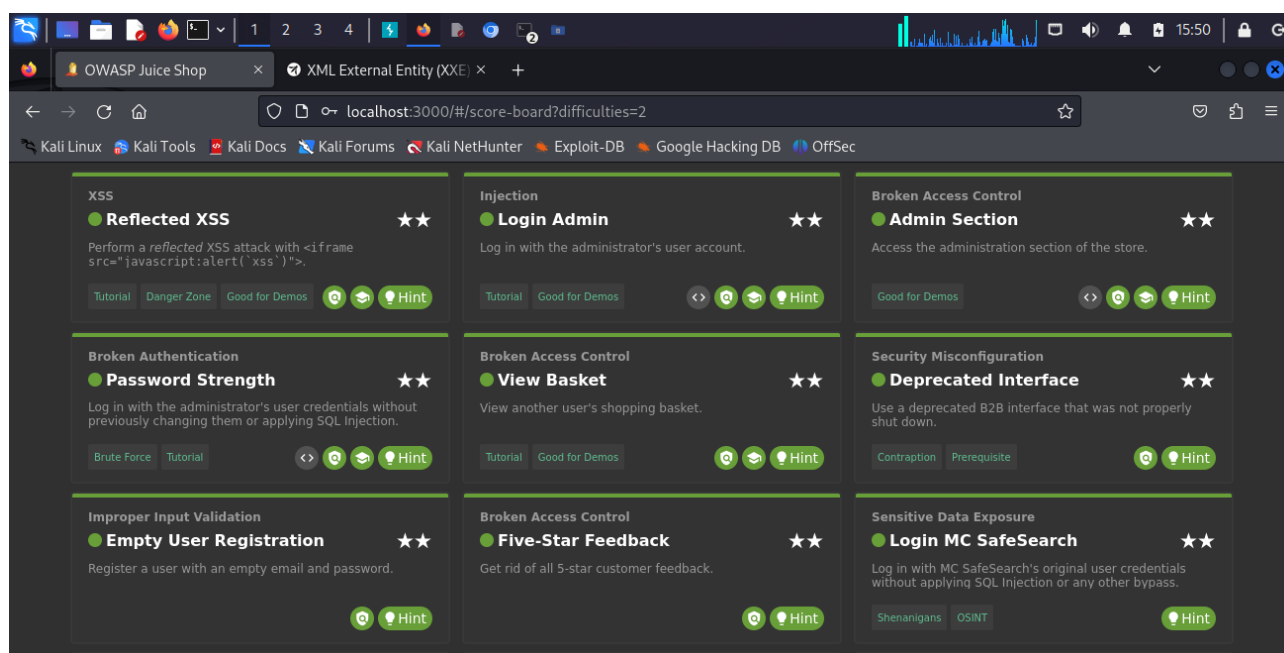 1 2 3 4 2 15:50
OWASP Juice Shop × XML External Entity (XXE) × +
localhost:3000/#/score-board?difficulties=2
Kali Linux Kali Tools Kali Docs Kali Forums Kali NetHunter Exploit-DB Google Hacking DB OffSec
XSS
Reflected XSS
Perform a reflected XSS attack with <iframe
src="javascript:alert(`xss`)">.
Tutorial Danger Zone Good for Demos Hint
Injection
Login Admin
Log in with the administrator's user account.
Tutorial Good for Demos <> Hint
Broken Access Control
Admin Section
Access the administration section of the store.
Good for Demos <> Hint
Broken Authentication
Password Strength
Log in with the administrator's user credentials without
previously changing them or applying SQL Injection.
Brute Force Tutorial <> Hint
Broken Access Control
View Basket
View another user's shopping basket.
Tutorial Good for Demos Hint
Security Misconfiguration
Deprecated Interface
Use a deprecated B2B interface that was not properly
shut down.
Contraption Prerequisite Hint
Improper Input Validation
Empty User Registration
Register a user with an empty email and password.
Hint
Broken Access Control
Five-Star Feedback
Get rid of all 5-star customer feedback.
Hint
Sensitive Data Exposure
Login MC SafeSearch
Log in with MC SafeSearch's original user credentials
without applying SQL Injection or any other bypass.
Shenanigans OSINT Hint